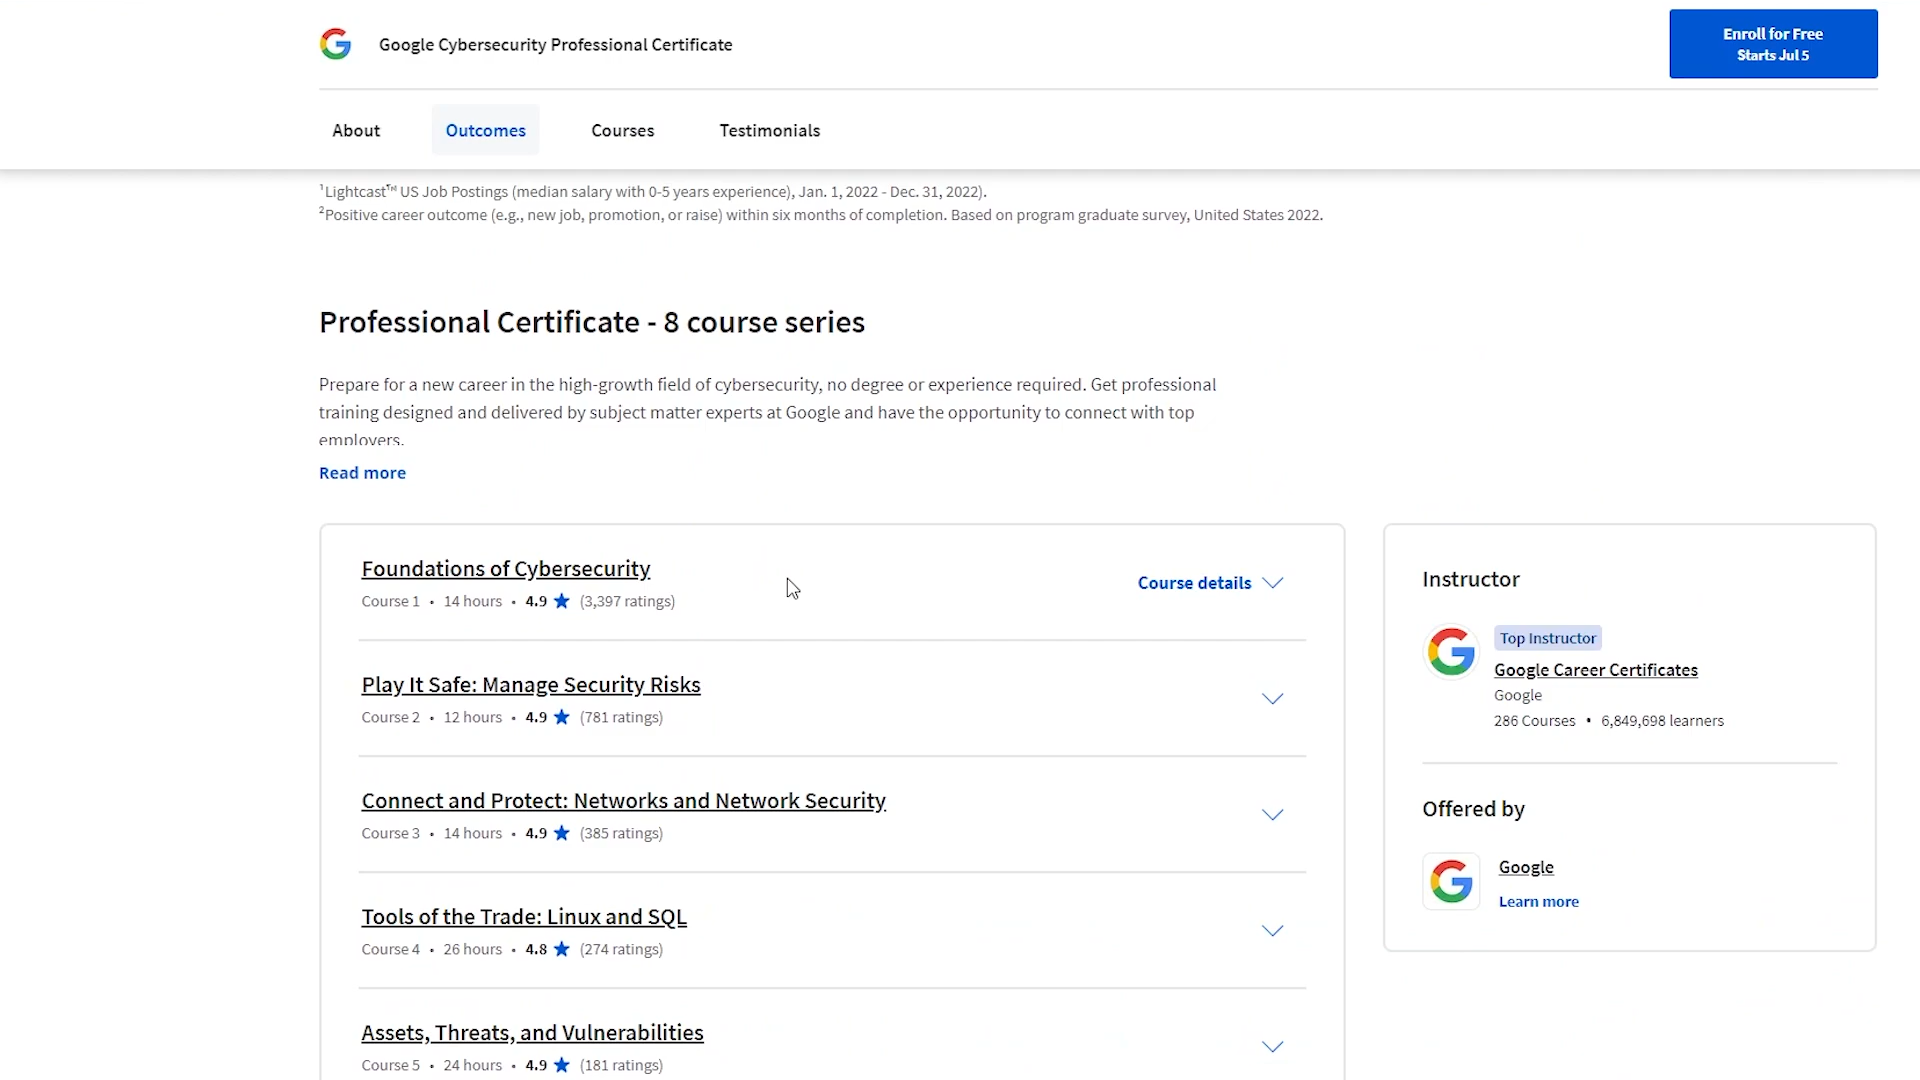 Google Cybersecurity Professional Certificate
Enroll for Free
Starts Jul 5
About
Outcomes
Courses
Testimonials
¹Lightcast™ US Job Postings (median salary with 0-5 years experience), Jan. 1, 2022 - Dec. 31, 2022).
²Positive career outcome (e.g., new job, promotion, or raise) within six months of completion. Based on program graduate survey, United States 2022.
Professional Certificate - 8 course series
Prepare for a new career in the high-growth field of cybersecurity, no degree or experience required. Get professional
training designed and delivered by subject matter experts at Google and have the opportunity to connect with top
employers.
Read more
Foundations of Cybersecurity
Course 1 • 14 hours • 4.9 ★ (3,397 ratings)
Course details
Play It Safe: Manage Security Risks
Course 2 • 12 hours • 4.9 ★ (781 ratings)
Connect and Protect: Networks and Network Security
Course 3 • 14 hours • 4.9 ★ (385 ratings)
Tools of the Trade: Linux and SQL
Course 4 • 26 hours • 4.8 ★ (274 ratings)
Assets, Threats, and Vulnerabilities
Course 5 • 24 hours • 4.9 ★ (181 ratings)
Instructor
Top Instructor
Google Career Certificates
Google
286 Courses • 6,849,698 learners
Offered by
Google
Learn more